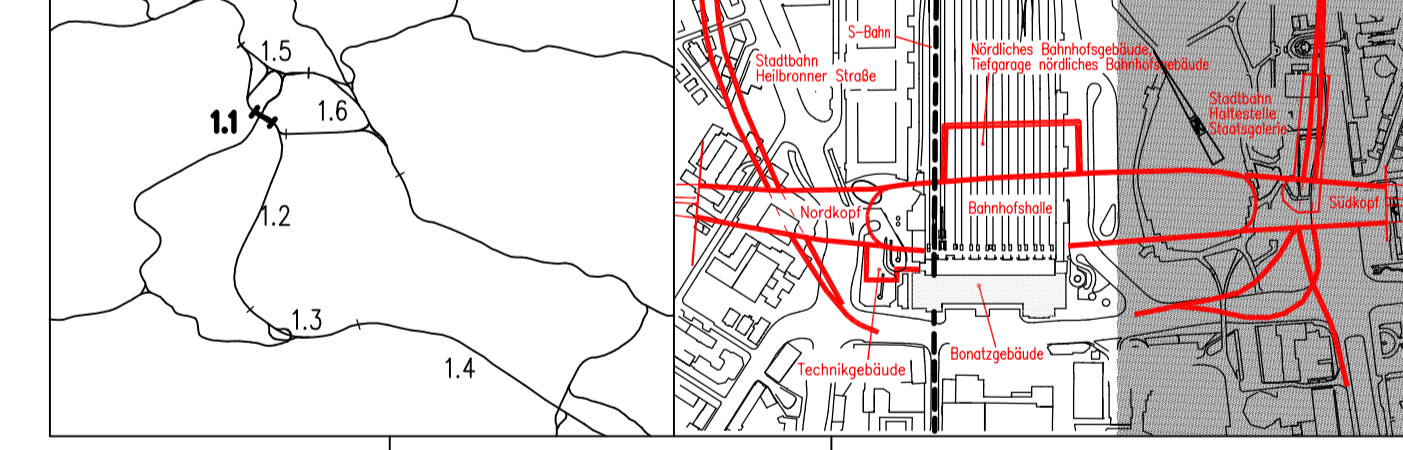 1.5
1.6
1.1
1.2
1.3
1.4
S-Bahn
Stadtbahn
Heilbronner Straße
Nördliches Bahnhofsgebäude,
Tiefgarage nördliches Bahnhofsgebäude
Stadtbahn
Haltestelle
Staatsgalerie
Nordkopf
Bahnhofshalle
Südkopf
Technikgebäude
Bonatzgebäude